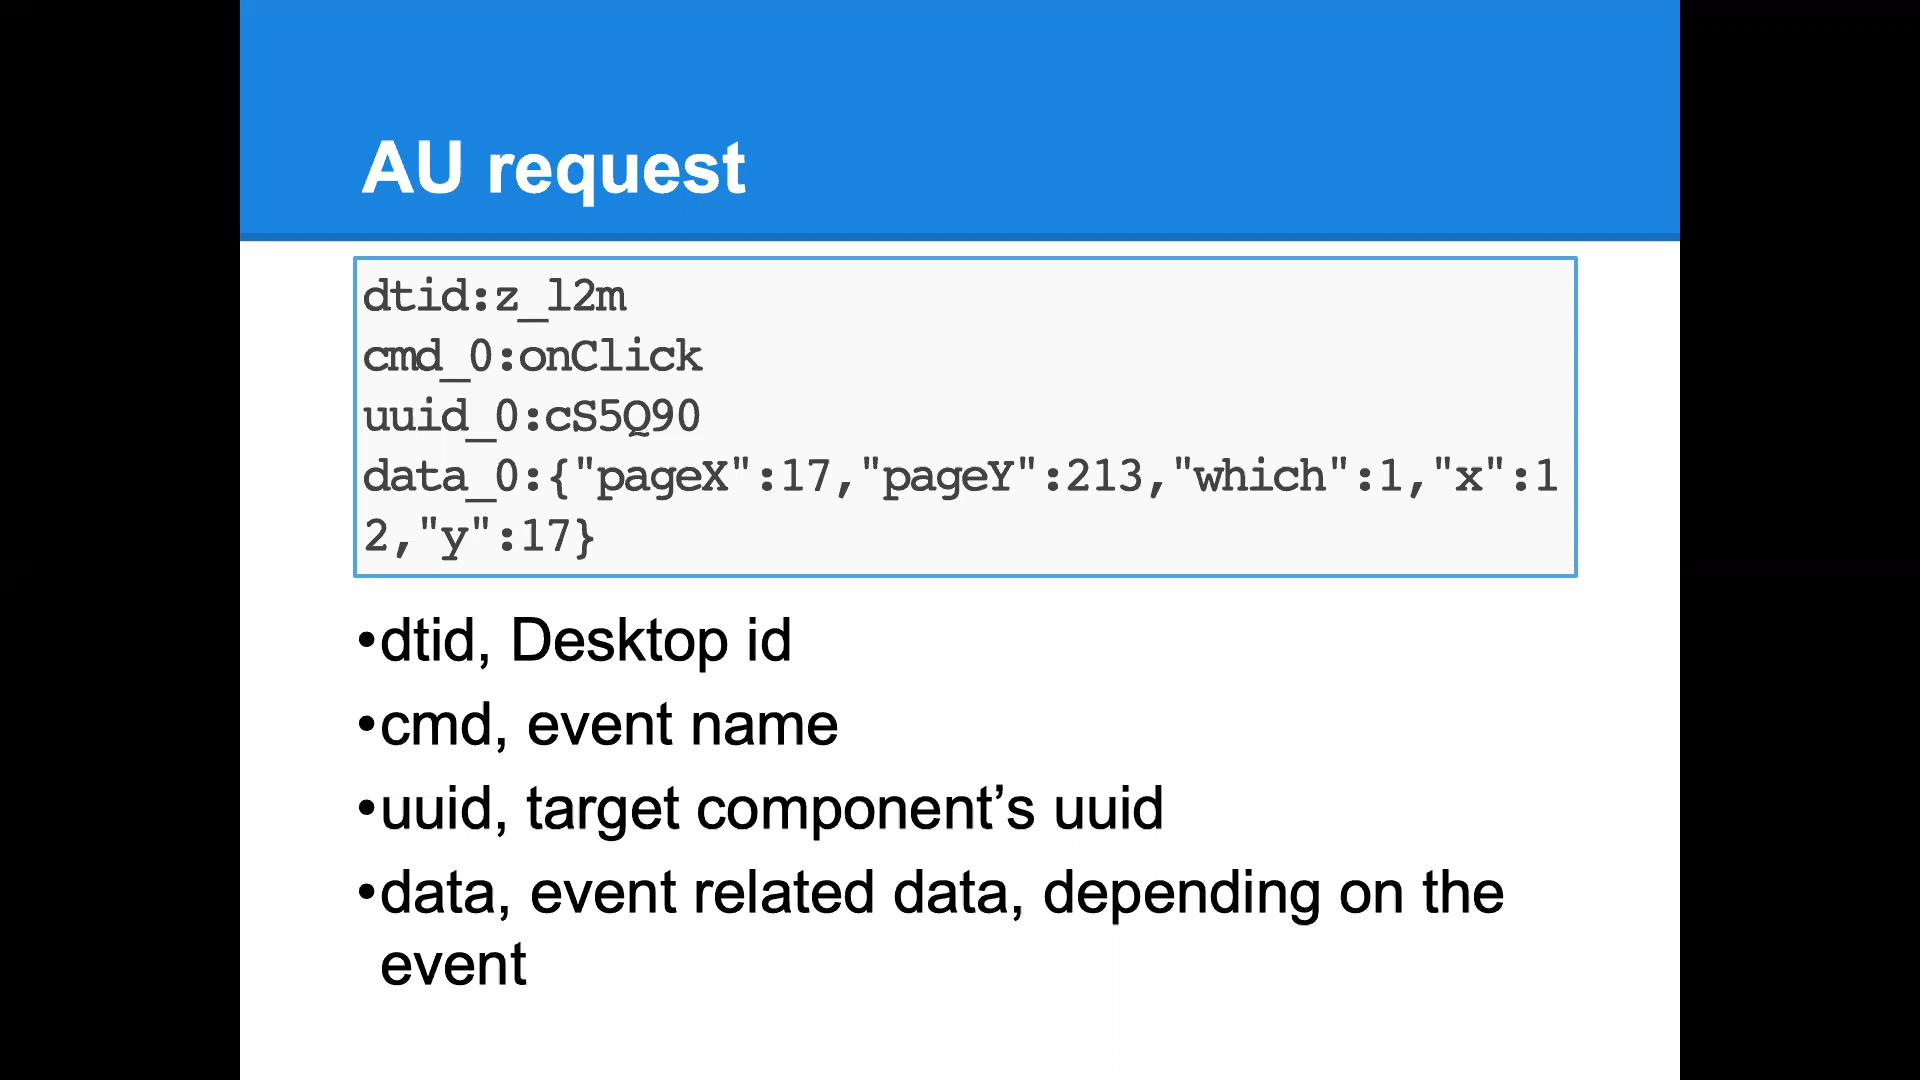 AU request
dtid:z_l2m
cmd_0:onClick
uuid_0:cS5Q90
data_0:{"pageX":17,"pageY":213,"which":1,"x":1
2,"y":17}
•dtid, Desktop id
•cmd, event name
•uuid, target component’s uuid
•data, event related data, depending on the
event